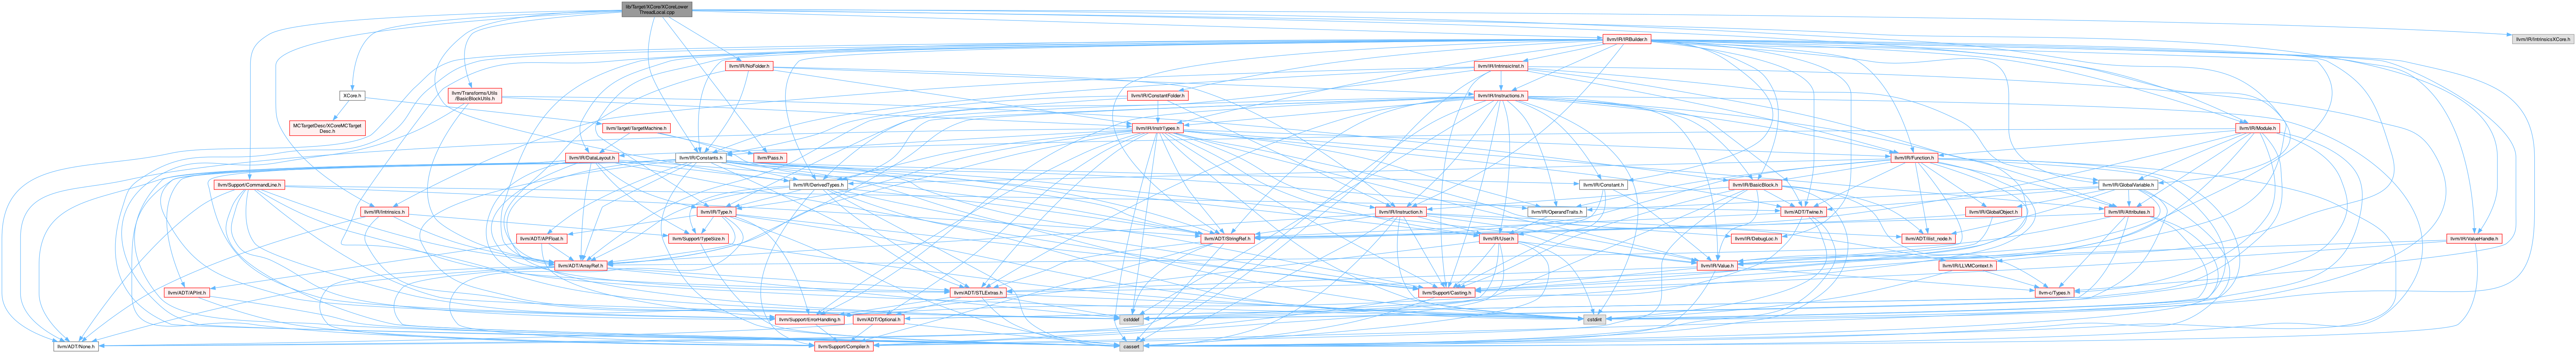 lib/Target/XCore/XCoreLower
ThreadLocal.cpp
llvm/IR/IRBuilder.h
llvm/IR/IntrinsicsXCore.h
llvm/IR/NoFolder.h
llvm/IR/IntrinsicInst.h
XCore.h
llvm/Transforms/Utils
/BasicBlockUtils.h
llvm/IR/ConstantFolder.h
llvm/IR/Instructions.h
MCTargetDesc/XCoreMCTarget
Desc.h
llvm/Target/TargetMachine.h
llvm/IR/InstrTypes.h
llvm/IR/Module.h
llvm/IR/DataLayout.h
llvm/IR/Constants.h
llvm/Pass.h
llvm/IR/Function.h
llvm/Support/CommandLine.h
llvm/IR/DerivedTypes.h
llvm/IR/Constant.h
llvm/IR/BasicBlock.h
llvm/IR/GlobalVariable.h
llvm/IR/Intrinsics.h
llvm/IR/Type.h
llvm/IR/Instruction.h
llvm/IR/OperandTraits.h
llvm/ADT/Twine.h
llvm/IR/GlobalObject.h
llvm/IR/Attributes.h
llvm/ADT/APFloat.h
llvm/Support/TypeSize.h
llvm/ADT/StringRef.h
llvm/IR/User.h
llvm/IR/DebugLoc.h
llvm/ADT/ilist_node.h
llvm/IR/ValueHandle.h
llvm/ADT/ArrayRef.h
llvm/IR/Value.h
llvm/IR/LLVMContext.h
llvm/ADT/APInt.h
llvm/ADT/STLExtras.h
llvm/Support/Casting.h
llvm-c/Types.h
llvm/Support/ErrorHandling.h
llvm/ADT/Optional.h
cstddef
cstdint
llvm/ADT/None.h
llvm/Support/Compiler.h
cassert